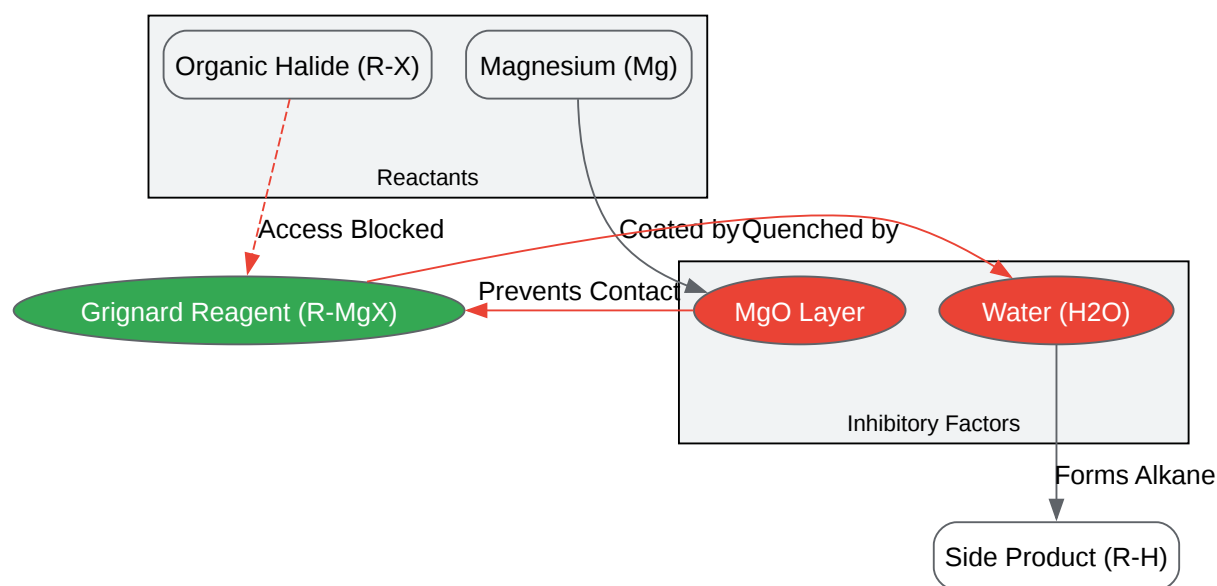 Organic Halide (R-X)
Magnesium (Mg)
Reactants
Access Blocked
Coated by
Quenched by
Prevents Contact
Grignard Reagent (R-MgX)
MgO Layer
Water (H2O)
Inhibitory Factors
Forms Alkane
Side Product (R-H)